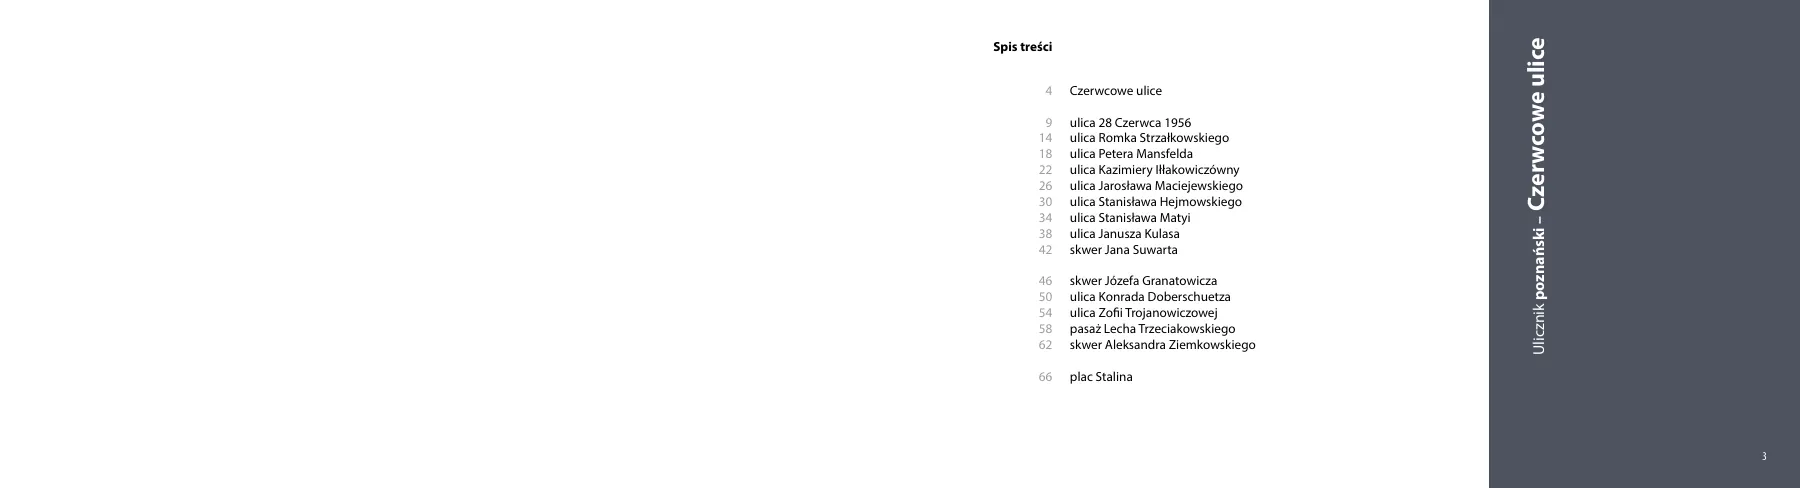 Spis treści
4 Czerwcowe ulice
9 ulica 28 Czerwca 1956
14 ulica Romka Strzałkowskiego
18 ulica Petera Mansfelda
22 ulica Kazimiery Iłłakowiczówny
26 ulica Jarosława Maciejewskiego
30 ulica Stanisława Hejmowskiego
34 ulica Stanisława Matyi
38 ulica Janusza Kulasa
42 skwer Jana Suwarta
46 skwer Józefa Granatowicza
50 ulica Konrada Doberschuetza
54 ulica Zofii Trojanowiczowej
58 pasaż Lecha Trzeciakowskiego
62 skwer Aleksandra Ziemkowskiego
66 plac Stalina
Ulicznik poznański – Czerwcowe ulice
3